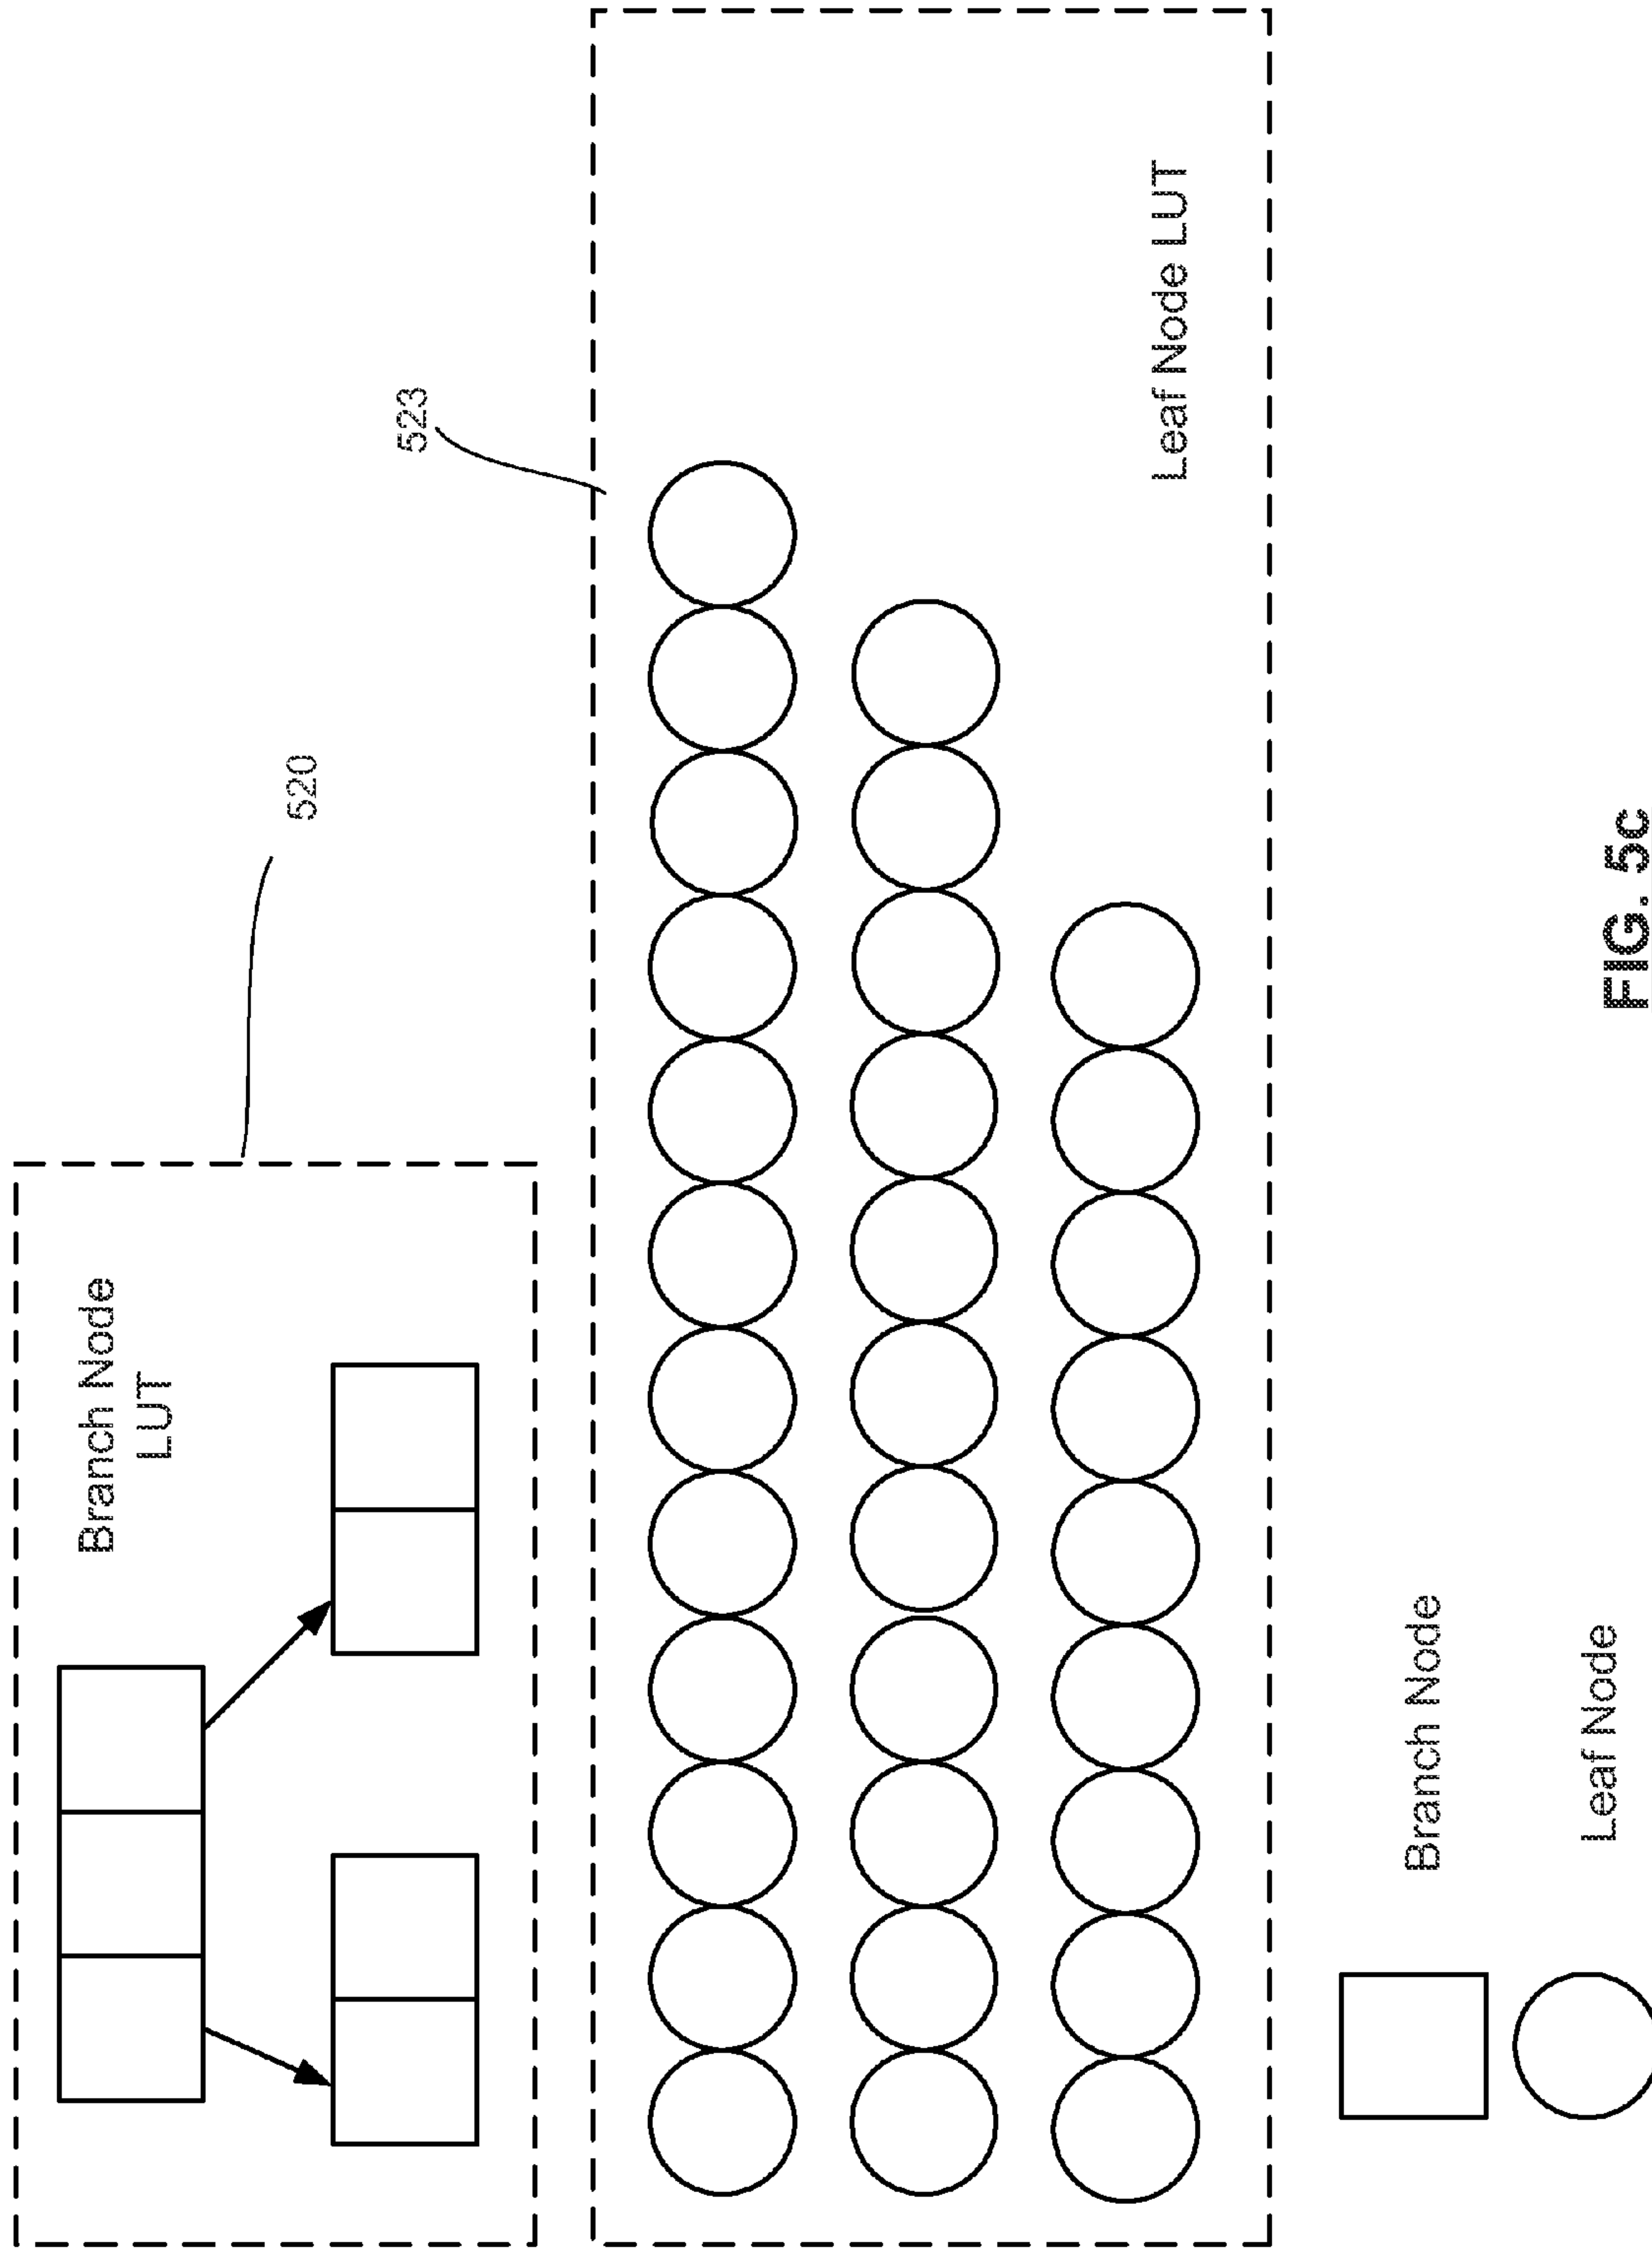 Branch Node
LUT
520
523
Leaf Node LUT
Branch Node
Leaf Node
FIG. 5c